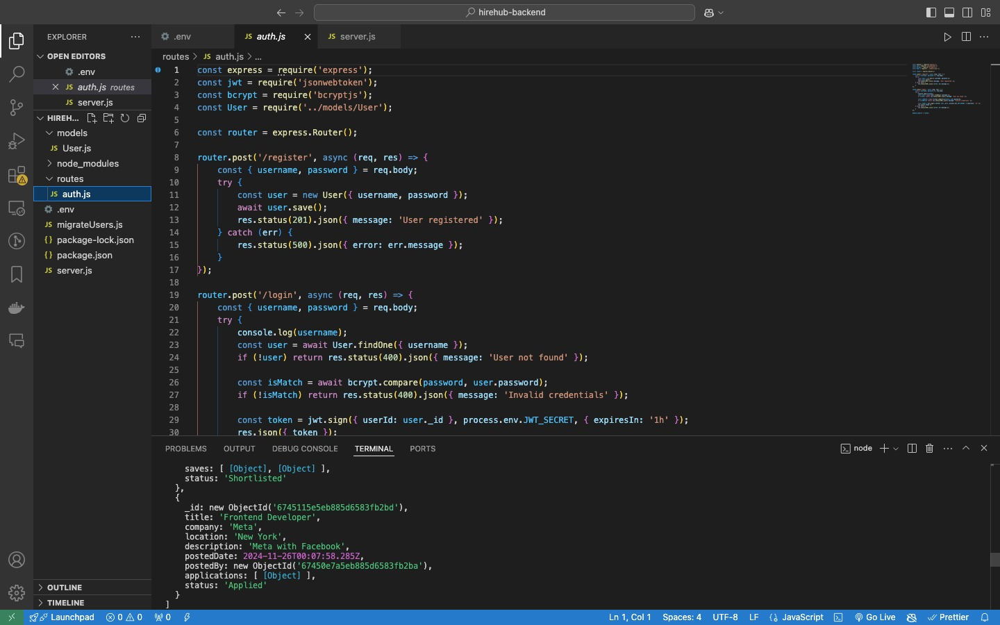 hirehub-backend
EXPLORER
.env
JS auth.js
JS server.js
OPEN EDITORS
.env
JS auth.js routes
JS server.js
HIREH...
models
JS User.js
node_modules
routes
JS auth.js
.env
JS migrateUsers.js
{} package-lock.json
{} package.json
JS server.js
OUTLINE
TIMELINE
routes > JS auth.js > ...
1 const express = require('express');
2 const jwt = require('jsonwebtoken');
3 const bcrypt = require('bcryptjs');
4 const User = require('../models/User');
5
6 const router = express.Router();
7
8 router.post('/register', async (req, res) => {
9 const { username, password } = req.body;
10 try {
11 const user = new User({ username, password });
12 await user.save();
13 res.status(201).json({ message: 'User registered' });
14 } catch (err) {
15 res.status(500).json({ error: err.message });
16 }
17 });
18
19 router.post('/login', async (req, res) => {
20 const { username, password } = req.body;
21 try {
22 console.log(username);
23 const user = await User.findOne({ username });
24 if (!user) return res.status(400).json({ message: 'User not found' });
25
26 const isMatch = await bcrypt.compare(password, user.password);
27 if (!isMatch) return res.status(400).json({ message: 'Invalid credentials' });
28
29 const token = jwt.sign({ userId: user._id }, process.env.JWT_SECRET, { expiresIn: '1h' });
30 res.json({ token });
PROBLEMS OUTPUT DEBUG CONSOLE TERMINAL PORTS
node
saves: [ [Object], [Object] ],
status: 'Shortlisted'
},
{
_id: new ObjectId('6745115e5eb885d6583fb2bd'),
title: 'Frontend Developer',
company: 'Meta',
location: 'New York',
description: 'Meta with Facebook',
postedDate: 2024-11-26T00:07:58.285Z,
postedBy: new ObjectId('67450e7a5eb885d6583fb2ba'),
applications: [ [Object] ],
status: 'Applied'
}
]
Launchpad 0 0 0 Ln 1, Col 1 Spaces: 4 UTF-8 LF {} JavaScript Go Live Prettier